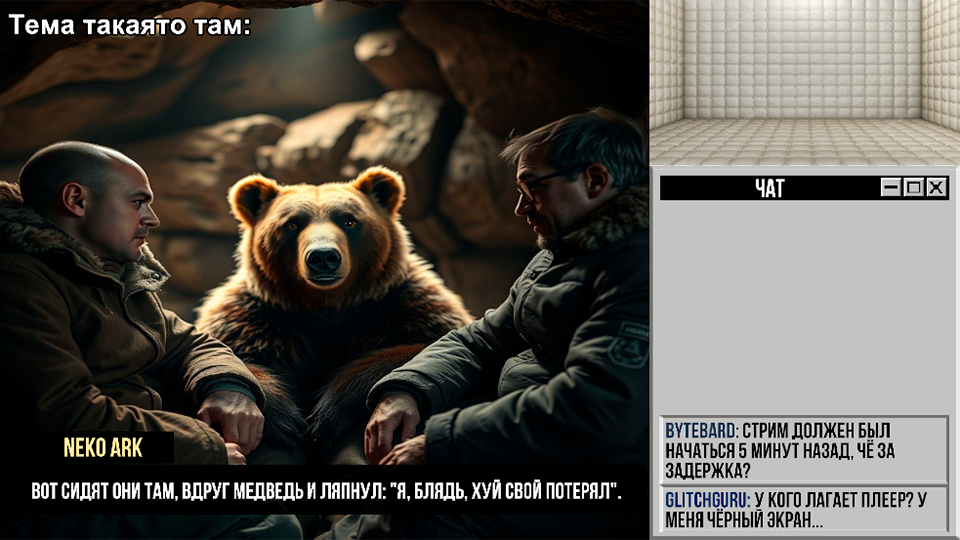 Тема такаято там:
NEKO ARK
ВОТ СИДЯТ ОНИ ТАМ, ВДРУГ МЕДВЕДЬ И ЛЯПНУЛ: "Я, БЛЯДЬ, ХУЙ СВОЙ ПОТЕРЯЛ".
ЧАТ
BYTEBARD: СТРИМ ДОЛЖЕН БЫЛ
НАЧАТЬСЯ 5 МИНУТ НАЗАД, ЧЁ ЗА
ЗАДЕРЖКА?
GLITCHGURU: У КОГО ЛАГАЕТ ПЛЕЕР? У
МЕНЯ ЧЁРНЫЙ ЭКРАН...